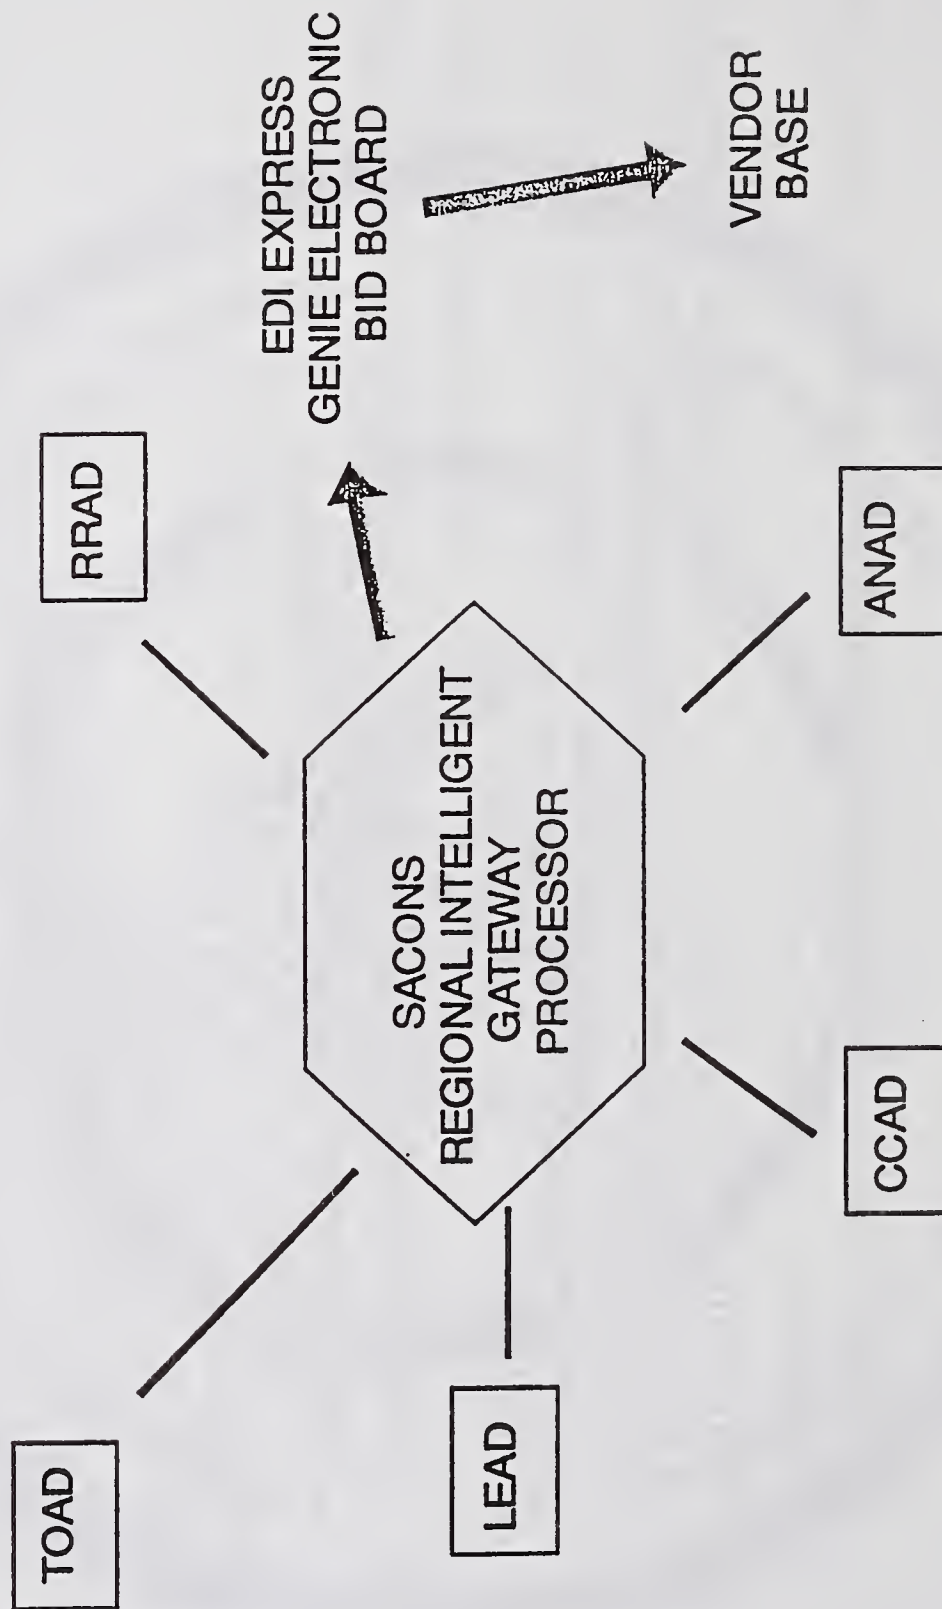 TOAD
RRAD
EDI EXPRESS
GENIE ELECTRONIC
BID BOARD
SACONS
REGIONAL INTELLIGENT
GATEWAY
PROCESSOR
LEAD
VENDOR
BASE
CCAD
ANAD